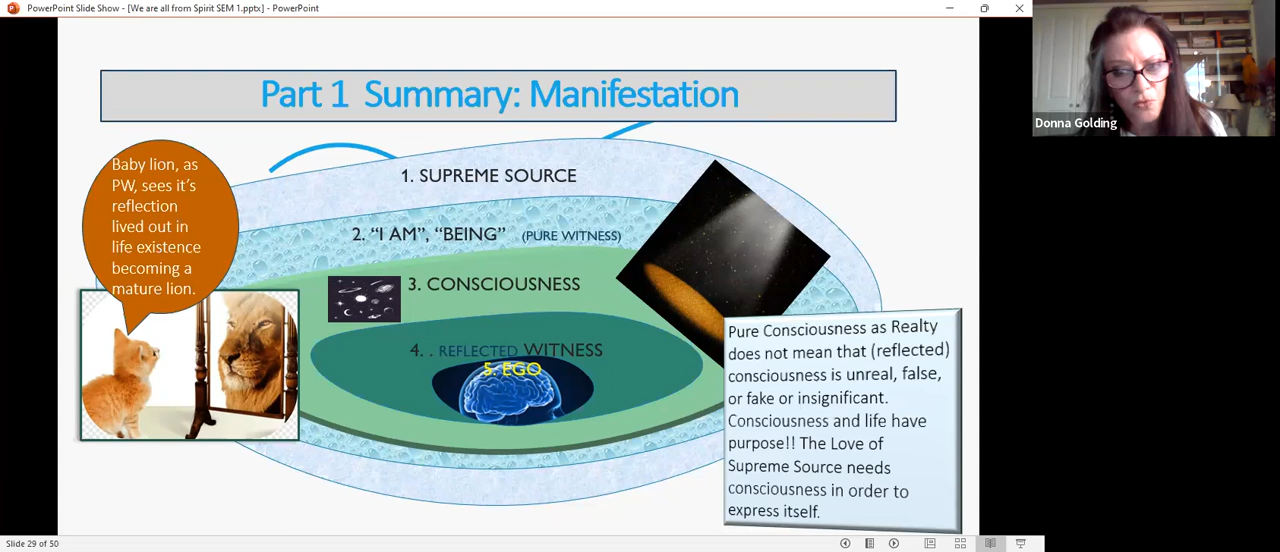 PowerPoint Slide Show - [We are all from Spirit SEM 1.pptx] - PowerPoint
Donna Golding
Part 1 Summary: Manifestation
Baby lion, as
PW, sees it's
reflection
lived out in
life existence
becoming a
mature lion.
1. SUPREME SOURCE
2. “I AM”, “BEING” (PURE WITNESS)
3. CONSCIOUSNESS
4. . REFLECTED WITNESS
5. EGO
Pure Consciousness as Realty
does not mean that (reflected)
consciousness is unreal, false,
or fake or insignificant.
Consciousness and life have
purpose!! The Love of
Supreme Source needs
consciousness in order to
express itself.
Slide 29 of 50